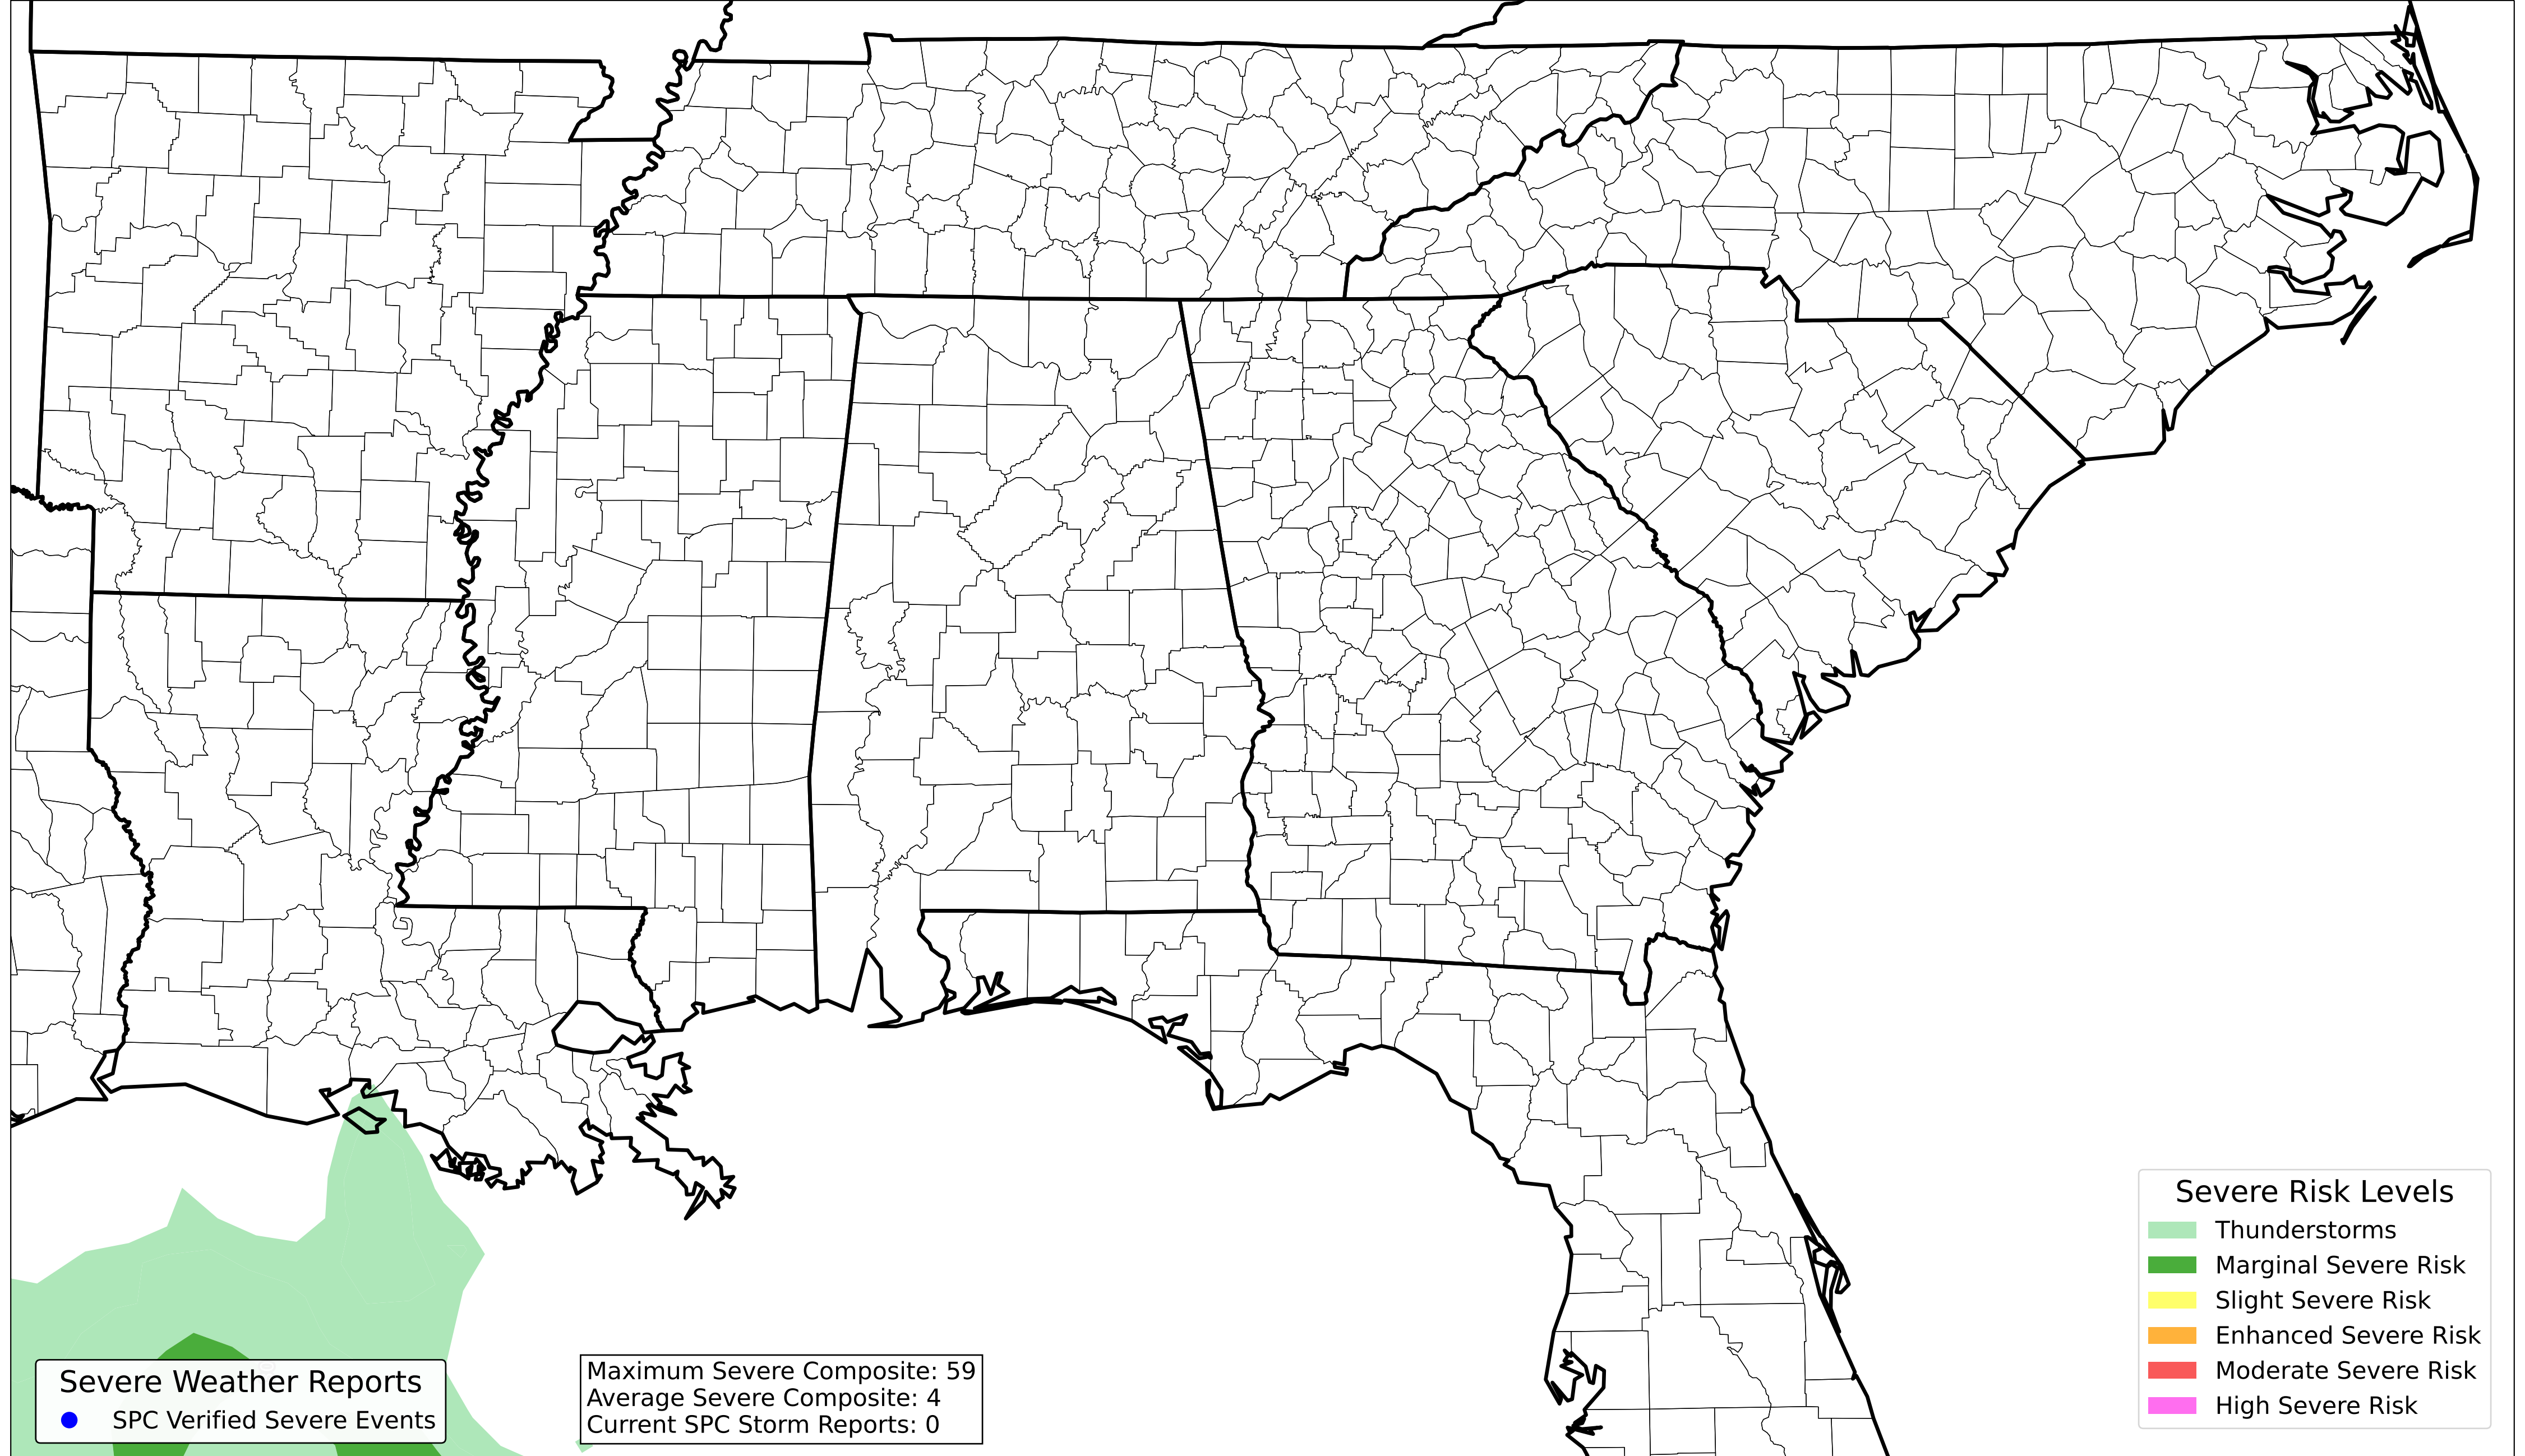 Severe Weather Reports
SPC Verified Severe Events
Maximum Severe Composite: 59
Average Severe Composite: 4
Current SPC Storm Reports: 0
Severe Risk Levels
Thunderstorms
Marginal Severe Risk
Slight Severe Risk
Enhanced Severe Risk
Moderate Severe Risk
High Severe Risk